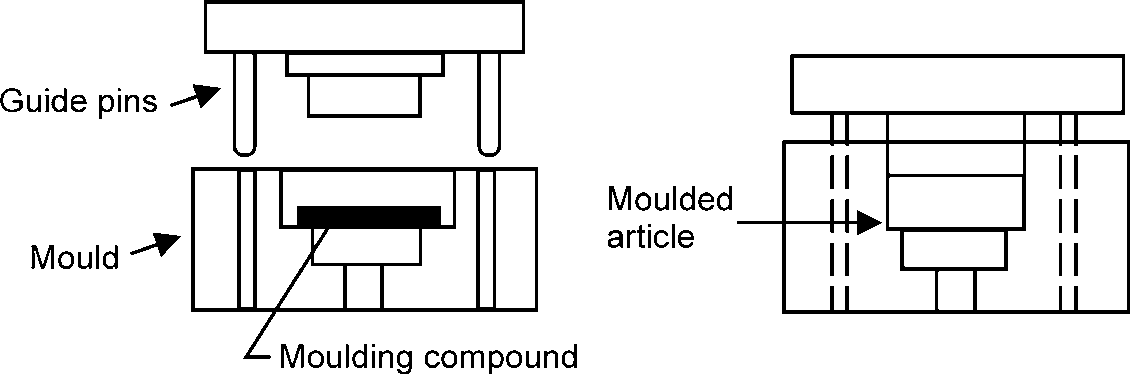 Guide pins
Mould
Moulding compound
Moulded
article